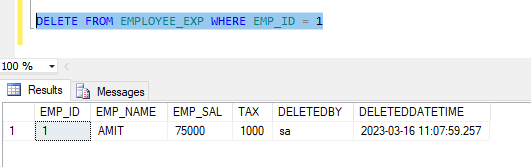 DELETE FROM EMPLOYEE_EXP WHERE EMP_ID = 1
100 %
Results Messages
EMP_ID EMP_NAME EMP_SAL TAX DELETEDBY DELETEDDATETIME
1 1 AMIT 75000 1000 sa 2023-03-16 11:07:59.257